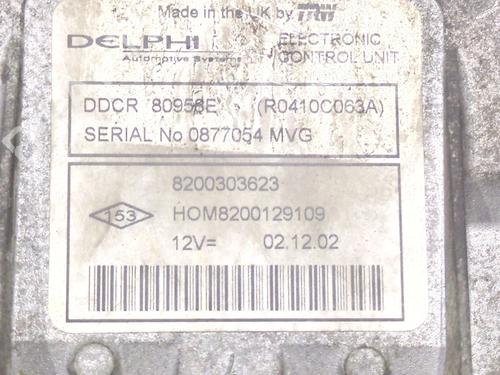 Made in the UK by TRW
DELPHI
Automotive Systems
ELECTRONIC
CONTROL UNIT
DDCR 80956E (R0410C063A)
SERIAL No 0877054 MVG
8200303623
153 HOM8200129109
12V= 02.12.02